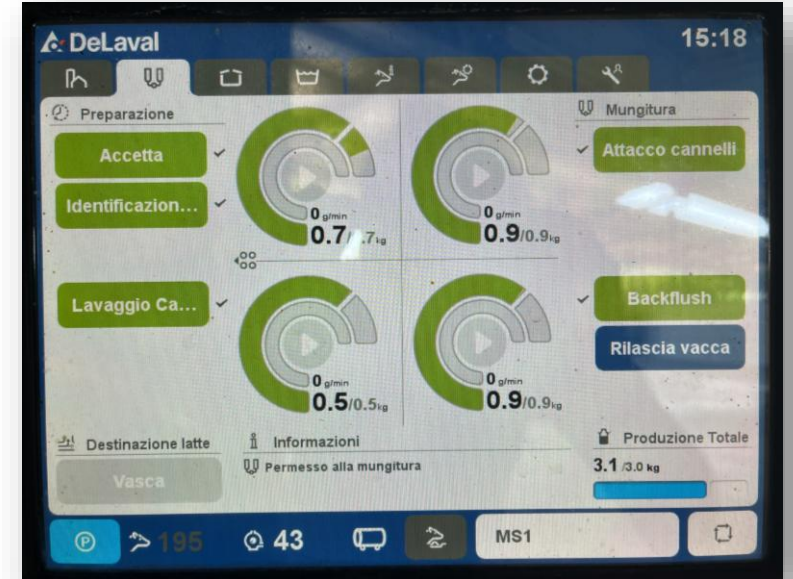 DeLaval
15:18
Preparazione
Mungitura
Accetta
Attacco cannelli
Identificazion...
0 g/min
0.7/ .7kg
0 g/min
0.9/0.9kg
Lavaggio Ca...
Backflush
Rilascia vacca
0 g/min
0.5/0.5kg
0 g/min
0.9/0.9kg
Destinazione latte
Informazioni
Produzione Totale
Vasca
Permesso alla mungitura
3.1 /3.0 kg
P
195
43
MS1